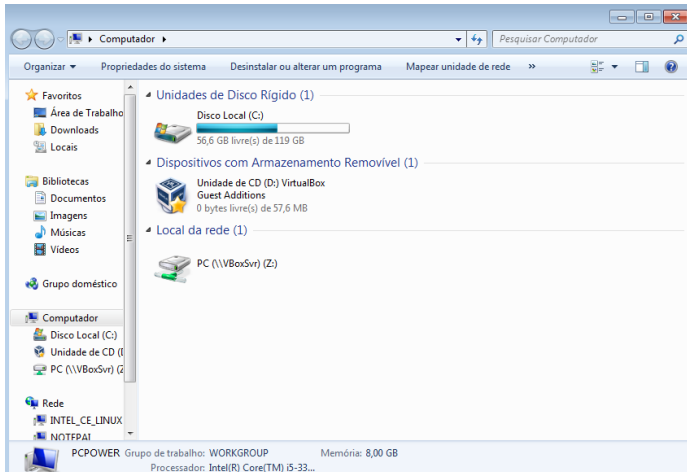 Computador
Pesquisar Computador
Organizar
Propriedades do sistema
Desinstalar ou alterar um programa
Mapear unidade de rede
»
Favoritos
Área de Trabalho
Downloads
Locais
Bibliotecas
Documentos
Imagens
Músicas
Vídeos
Grupo doméstico
Computador
Disco Local (C:)
Unidade de CD (
PC (\\VBoxSvr) (Z
Rede
INTEL_CE_LINUX
NOTEPAI
Unidades de Disco Rígido (1)
Disco Local (C:)
56,6 GB livre(s) de 119 GB
Dispositivos com Armazenamento Removível (1)
Unidade de CD (D:) VirtualBox
Guest Additions
0 bytes livre(s) de 57,6 MB
Local da rede (1)
PC (\\VBoxSvr) (Z:)
PCPOWER Grupo de trabalho: WORKGROUP Memória: 8,00 GB
Processador: Intel(R) Core(TM) i5-33...